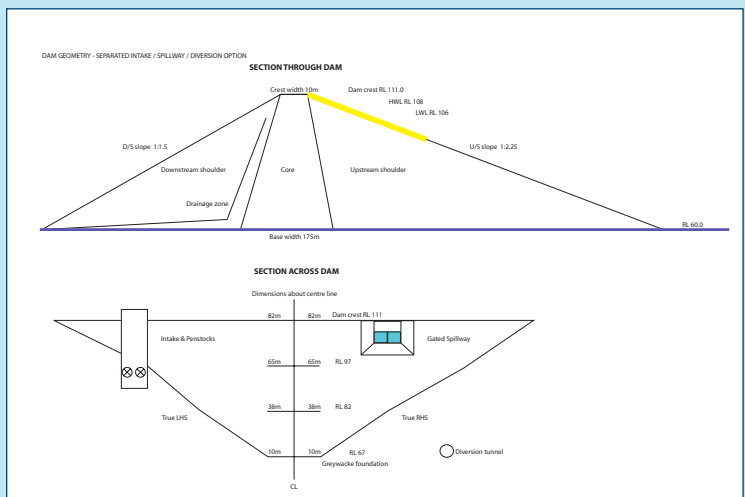 DAM GEOMETRY - SEPARATED INTAKE / SPILLWAY / DIVERSION OPTION
SECTION THROUGH DAM
Crest width 10m
Dam crest RL 111.0
HWL RL 108
LWL RL 106
D/S slope 1:1.5
U/S slope 1:2.25
Downstream shoulder
Core
Upstream shoulder
Drainage zone
RL 60.0
Base width 175m
SECTION ACROSS DAM
Dimensions about centre line
82m 82m Dam crest RL 111
Intake & Penstocks
Gated Spillway
65m 65m RL 97
38m 38m RL 82
True LHS
True RHS
10m 10m RL 67
Diversion tunnel
Greywacke foundation
CL